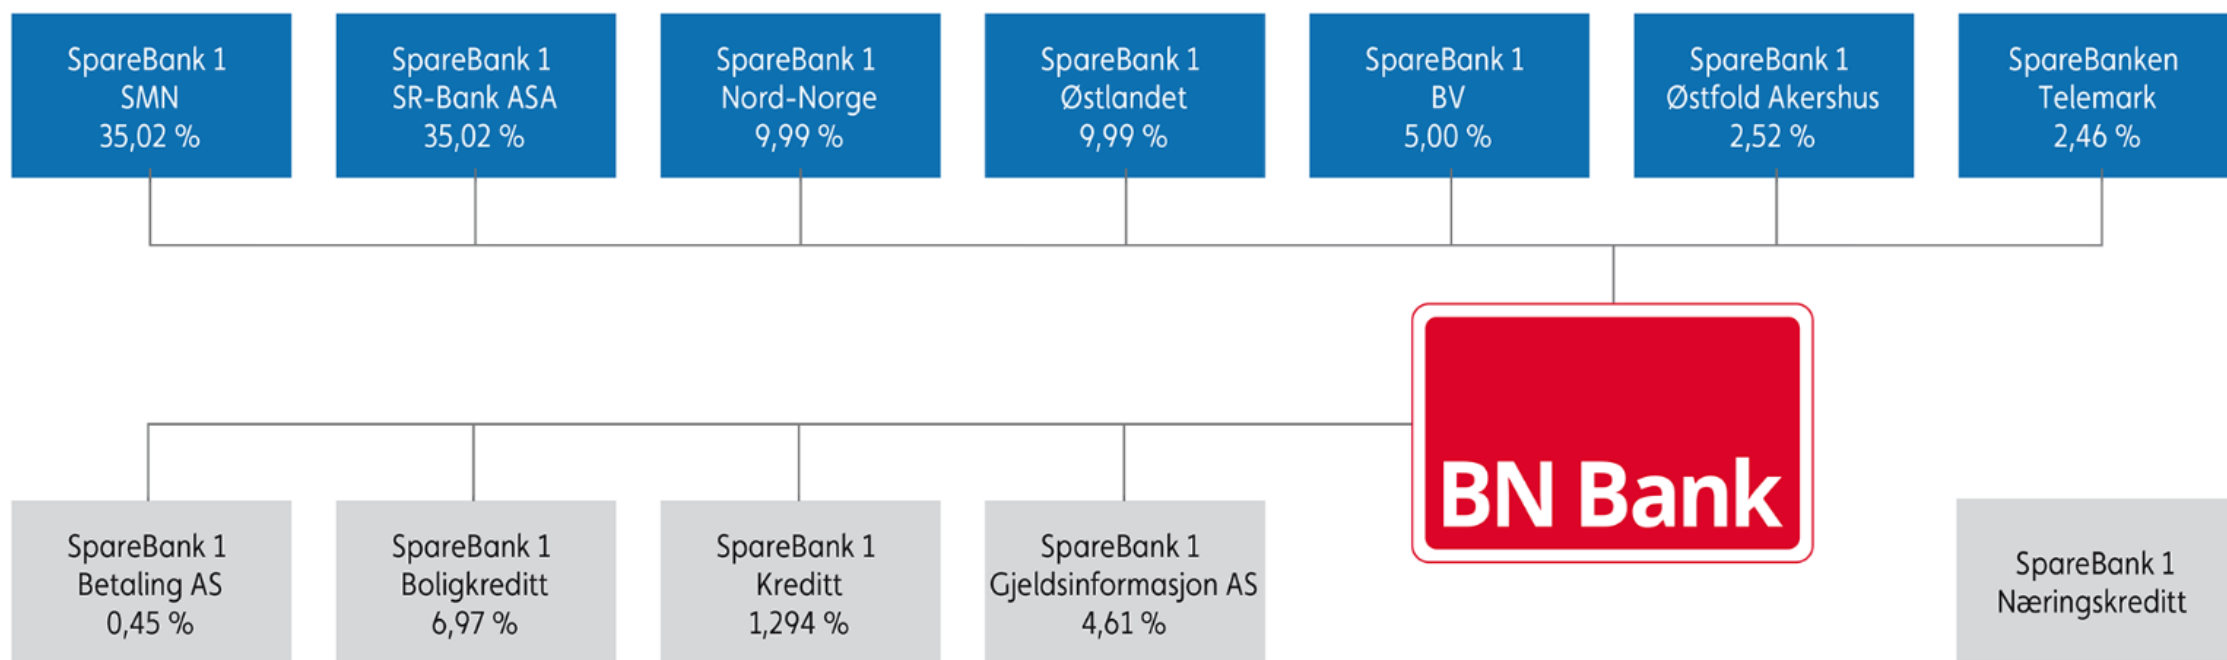 SpareBank 1
SMN
35,02 %
SpareBank 1
SR-Bank ASA
35,02 %
SpareBank 1
Nord-Norge
9,99 %
SpareBank 1
Østlandet
9,99 %
SpareBank 1
BV
5,00 %
SpareBank 1
Østfold Akershus
2,52 %
SpareBanken
Telemark
2,46 %
BN Bank
SpareBank 1
Betaling AS
0,45 %
SpareBank 1
Boligkreditt
6,97 %
SpareBank 1
Kreditt
1,294 %
SpareBank 1
Gjeldsinformasjon AS
4,61 %
SpareBank 1
Næringskreditt